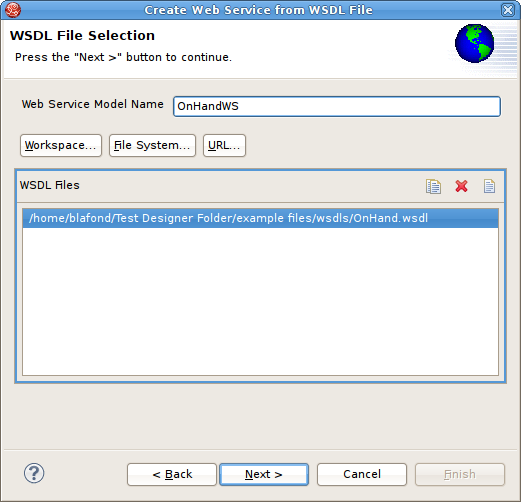 Create Web Service from WSDL File
WSDL File Selection
Press the "Next >" button to continue.
Web Service Model Name OnHandWS
Workspace... File System... URL...
WSDL Files
/home/blafond/Test Designer Folder/example files/wsdls/OnHand.wsdl
? < Back Next > Cancel Finish